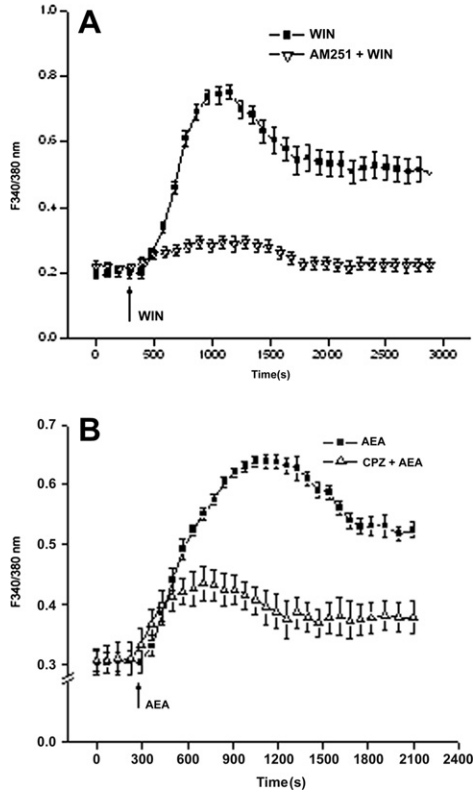 A
WIN
AM251 + WIN
1.0
0.8
0.6
0.4
0.2
0.0
F340/380 nm
WIN
0 500 1000 1500 2000 2500 3000
Time(s)
B
AEA
CPZ + AEA
0.7
0.6
0.5
0.4
0.3
0.0
F340/380 nm
AEA
0 300 600 900 1200 1500 1800 2100 2400
Time(s)